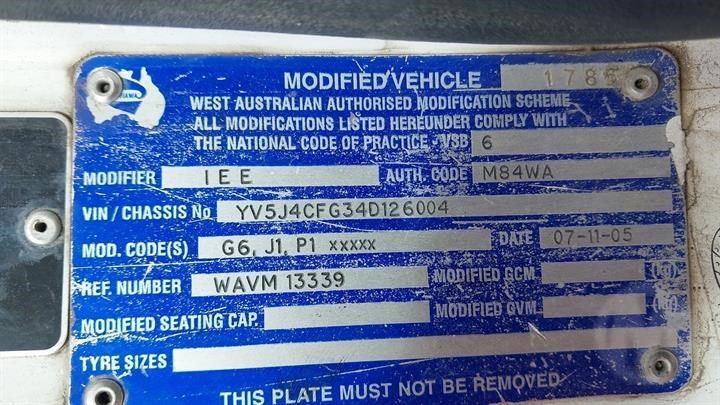 MODIFIED VEHICLE
WEST AUSTRALIAN AUTHORISED MODIFICATION SCHEME
ALL MODIFICATIONS LISTED HEREUNDER COMPLY WITH
THE NATIONAL CODE OF PRACTICE - VSB 6
MODIFIER IEE AUTH. CODE M84WA
VIN / CHASSIS No YV5J4CFG34D126004
MOD. CODE(S) G6, J1, P1 xxxxx DATE 07-11-05
REF. NUMBER WAVM 13339 MODIFIED GCM (kg)
MODIFIED SEATING CAP. MODIFIED GVM (kg)
TYRE SIZES
THIS PLATE MUST NOT BE REMOVED